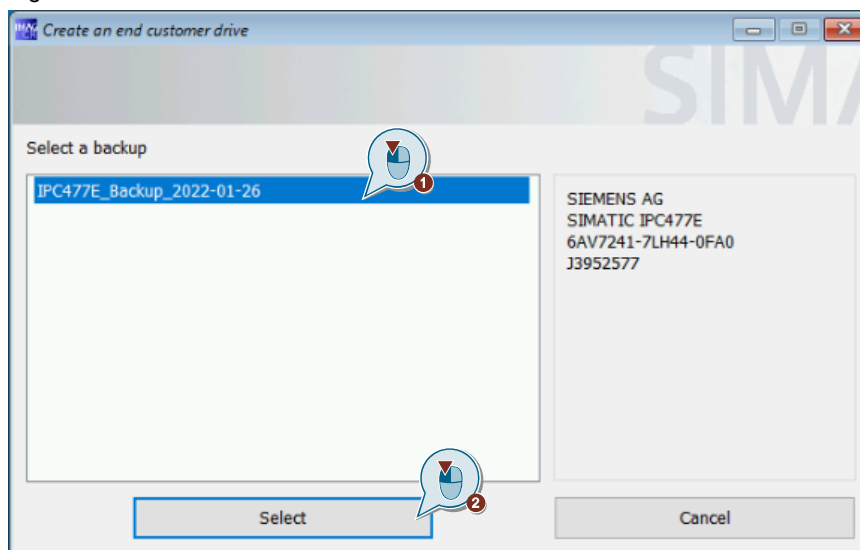 Create an end customer drive
SIMA
Select a backup
1
IPC477E_Backup_2022-01-26
SIEMENS AG
SIMATIC IPC477E
6AV7241-7LH44-0FA0
J3952577
2
Select
Cancel